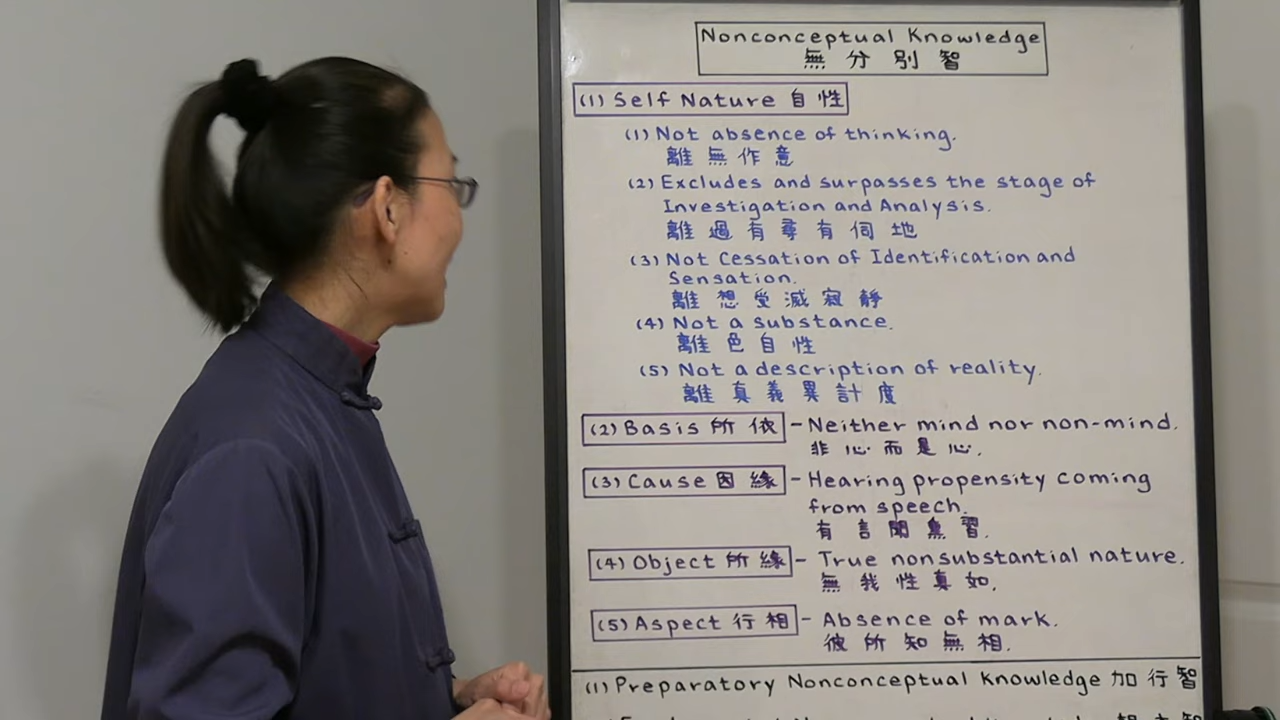 Nonconceptual Knowledge
無分別智
(1) Self Nature 自性
(1) Not absence of thinking.
離無作意
(2) Excludes and surpasses the stage of
Investigation and Analysis.
離過有尋有伺地
(3) Not Cessation of Identification and
Sensation.
離想受滅寂靜
(4) Not a substance.
離色自性
(5) Not a description of reality.
離真義異計度
(2) Basis 所依 - Neither mind nor non-mind.
非心而是心.
(3) Cause 因緣 - Hearing propensity coming
from speech.
有言聞熏習.
(4) Object 所緣 - True nonsubstantial nature.
無我性真如.
(5) Aspect 行相 - Absence of mark.
彼所知無相.
(1) Preparatory Nonconceptual Knowledge 加行智